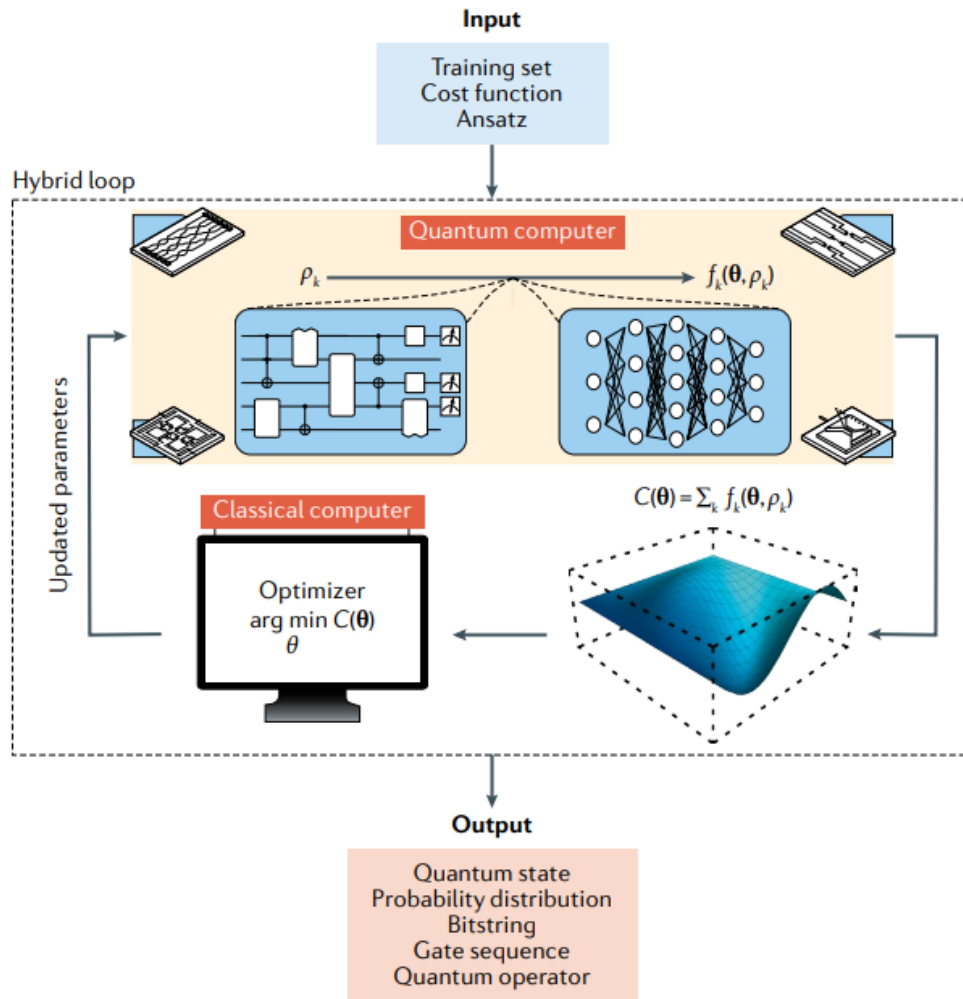 Input
Training set
Cost function
Ansatz
Hybrid loop
Quantum computer
ρₖ
fₖ(θ, ρₖ)
Updated parameters
Classical computer
C(θ) = ∑ₖ fₖ(θ, ρₖ)
Optimizer
arg min C(θ)
θ
Output
Quantum state
Probability distribution
Bitstring
Gate sequence
Quantum operator